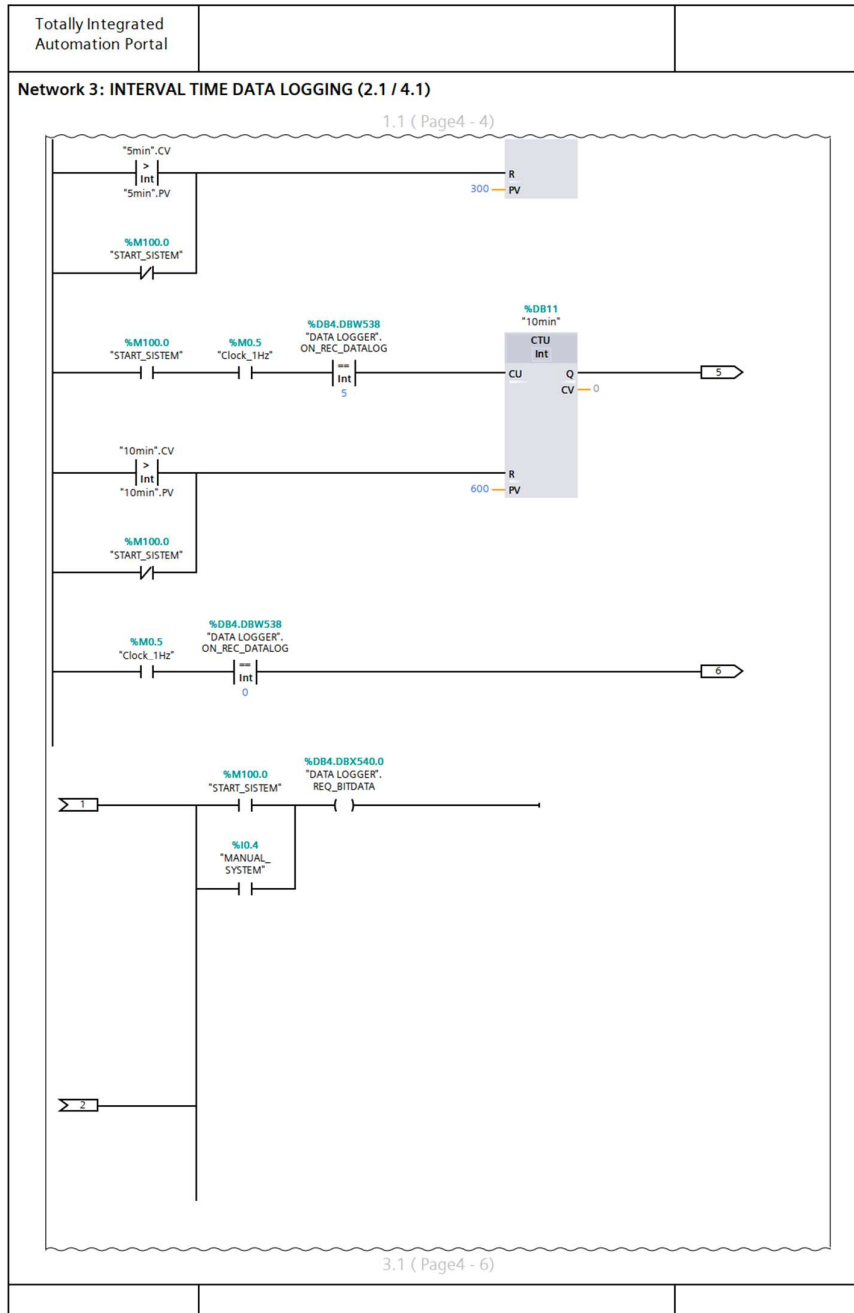 Totally Integrated
Automation Portal
Network 3: INTERVAL TIME DATA LOGGING (2.1 / 4.1)
1.1 ( Page4 - 4)
"5min".CV
>
Int
"5min".PV
R
300
PV
%M100.0
"START_SISTEM"
%DB11
"10min"
CTU
Int
%M100.0
"START_SISTEM"
%M0.5
"Clock_1Hz"
%DB4.DBW538
"DATA LOGGER".
ON_REC_DATALOG
==
Int
5
CU
Q
5
CV
0
"10min".CV
>
Int
"10min".PV
R
600
PV
%M100.0
"START_SISTEM"
%M0.5
"Clock_1Hz"
%DB4.DBW538
"DATA LOGGER".
ON_REC_DATALOG
==
Int
0
6
1
%M100.0
"START_SISTEM"
%DB4.DBX540.0
"DATA LOGGER".
REQ_BITDATA
%I0.4
"MANUAL_
SYSTEM"
2
3.1 ( Page4 - 6)